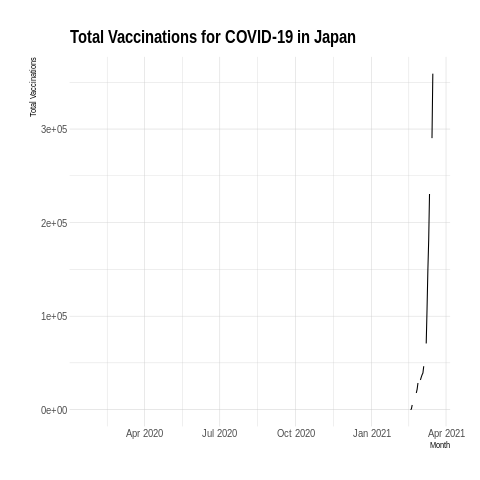 Total Vaccinations for COVID-19 in Japan
Total Vaccinations
3e+05
2e+05
1e+05
0e+00
Apr 2020 Jul 2020 Oct 2020 Jan 2021 Apr 2021
Month